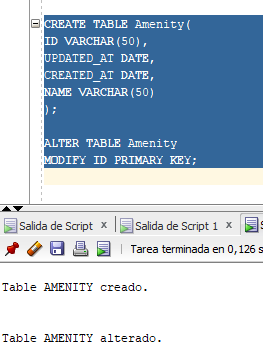 CREATE TABLE Amenity(
ID VARCHAR(50),
UPDATED_AT DATE,
CREATED_AT DATE,
NAME VARCHAR(50)
);
ALTER TABLE Amenity
MODIFY ID PRIMARY KEY;
Salida de Script x Salida de Script 1 x
Tarea terminada en 0,126 s
Table AMENITY creado.
Table AMENITY alterado.